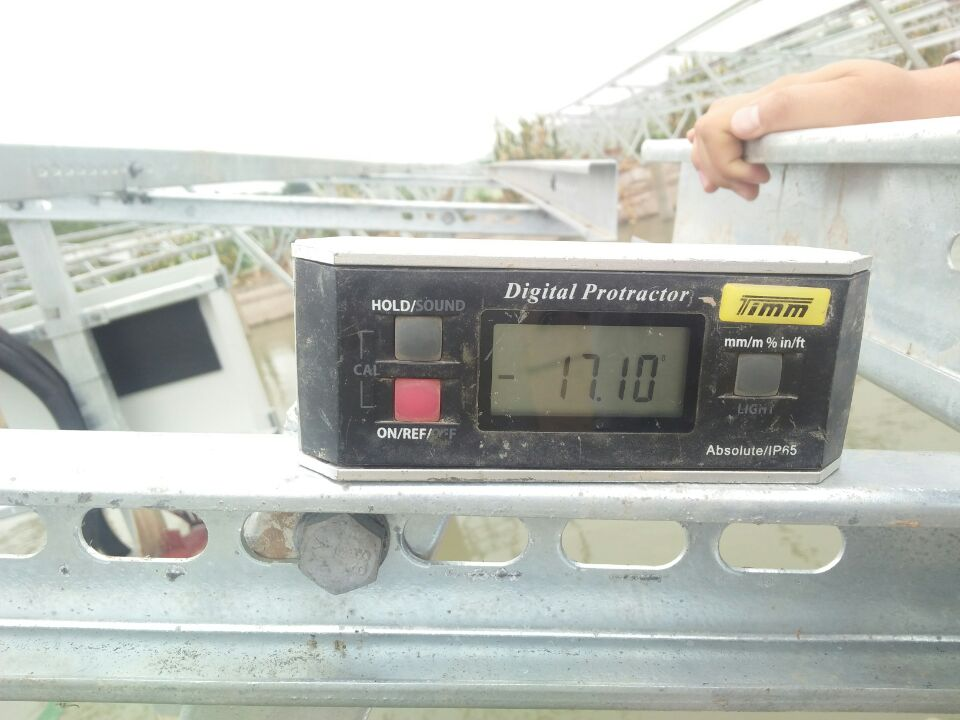 Digital Protractor
Timm
HOLD/SOUND
mm/m % in/ft
CAL
- 17.10°
LIGHT
ON/REF/OFF
Absolute/IP65